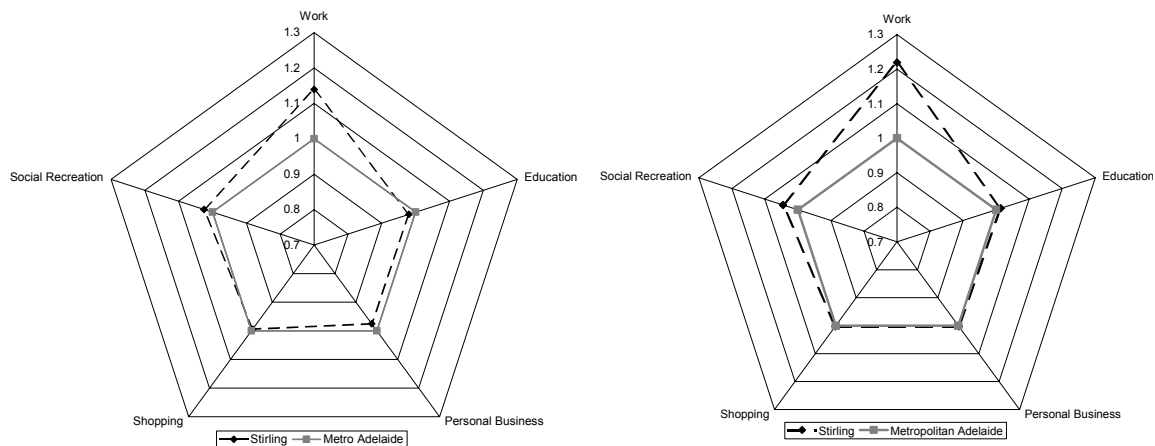 Work
1.3
1.2
1.1
1
0.9
0.8
0.7
Social Recreation
Education
Shopping
Personal Business
Stirling Metro Adelaide
Work
1.3
1.2
1.1
1
0.9
0.8
0.7
Social Recreation
Education
Shopping
Personal Business
Stirling Metropolitan Adelaide